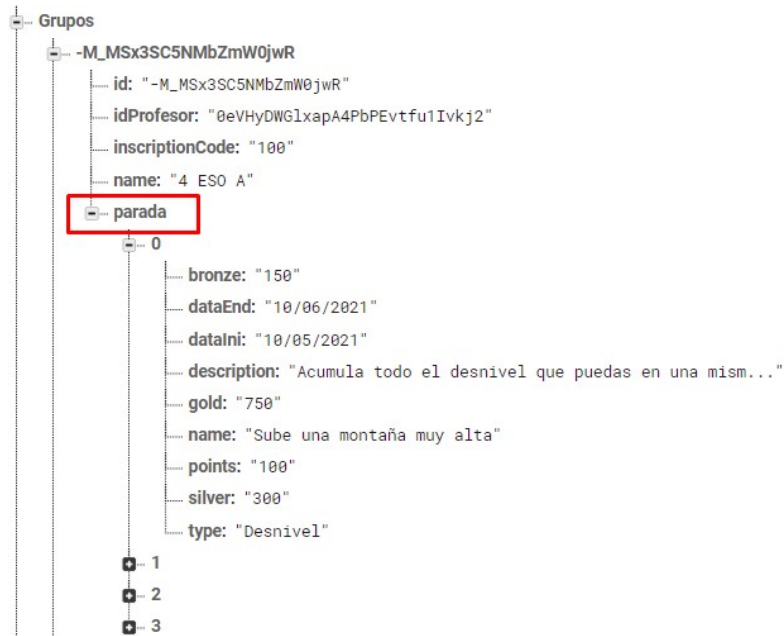 Grupos
-M_MSx3SC5NMbZmW0jwR
id: "-M_MSx3SC5NMbZmW0jwR"
idProfesor: "0eVHyDWGlxapA4PbPEvtfu1Ivkj2"
inscriptionCode: "100"
name: "4 ESO A"
parada
0
bronze: "150"
dataEnd: "10/06/2021"
dataIni: "10/05/2021"
description: "Acumula todo el desnivel que puedas en una mism..."
gold: "750"
name: "Sube una montaña muy alta"
points: "100"
silver: "300"
type: "Desnivel"
1
2
3